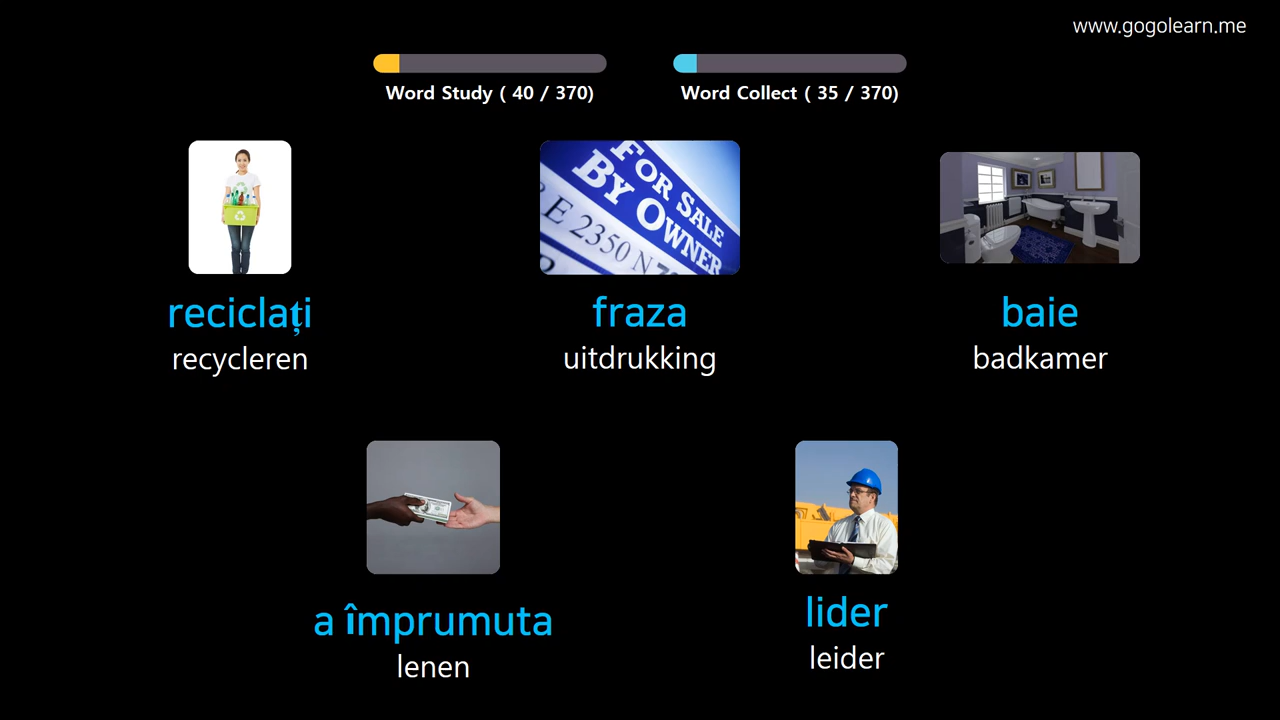 www.gogolearn.me
Word Study ( 40 / 370)
Word Collect ( 35 / 370)
FOR SALE
BY OWNER
E 2350 N
reciclați
recycleren
fraza
uitdrukking
baie
badkamer
a împrumuta
lenen
lider
leider